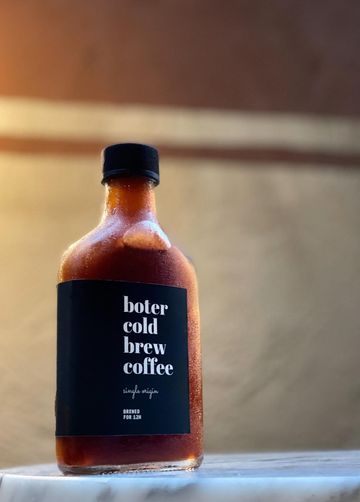 boter
cold
brew
coffee
single origin
BREWED
FOR 12H